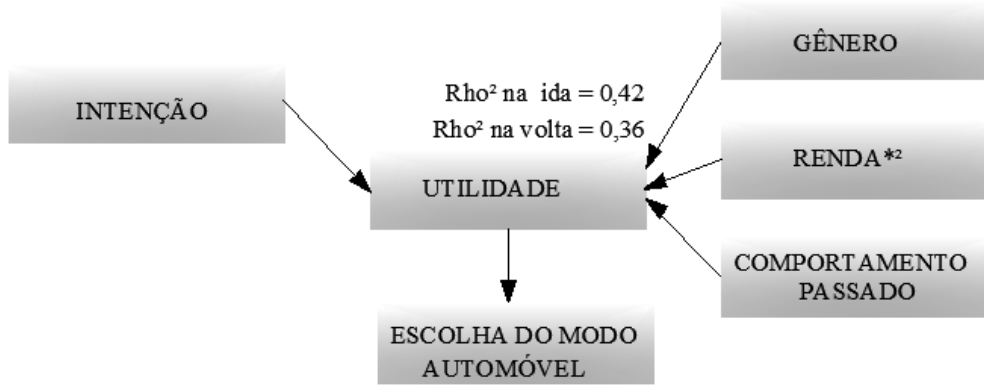 INTENÇÃO
Rho² na ida = 0,42
Rho² na volta = 0,36
UTILIDADE
GÊNERO
RENDA*²
COMPORTAMENTO
PASSADO
ESCOLHA DO MODO
AUTOMÓVEL